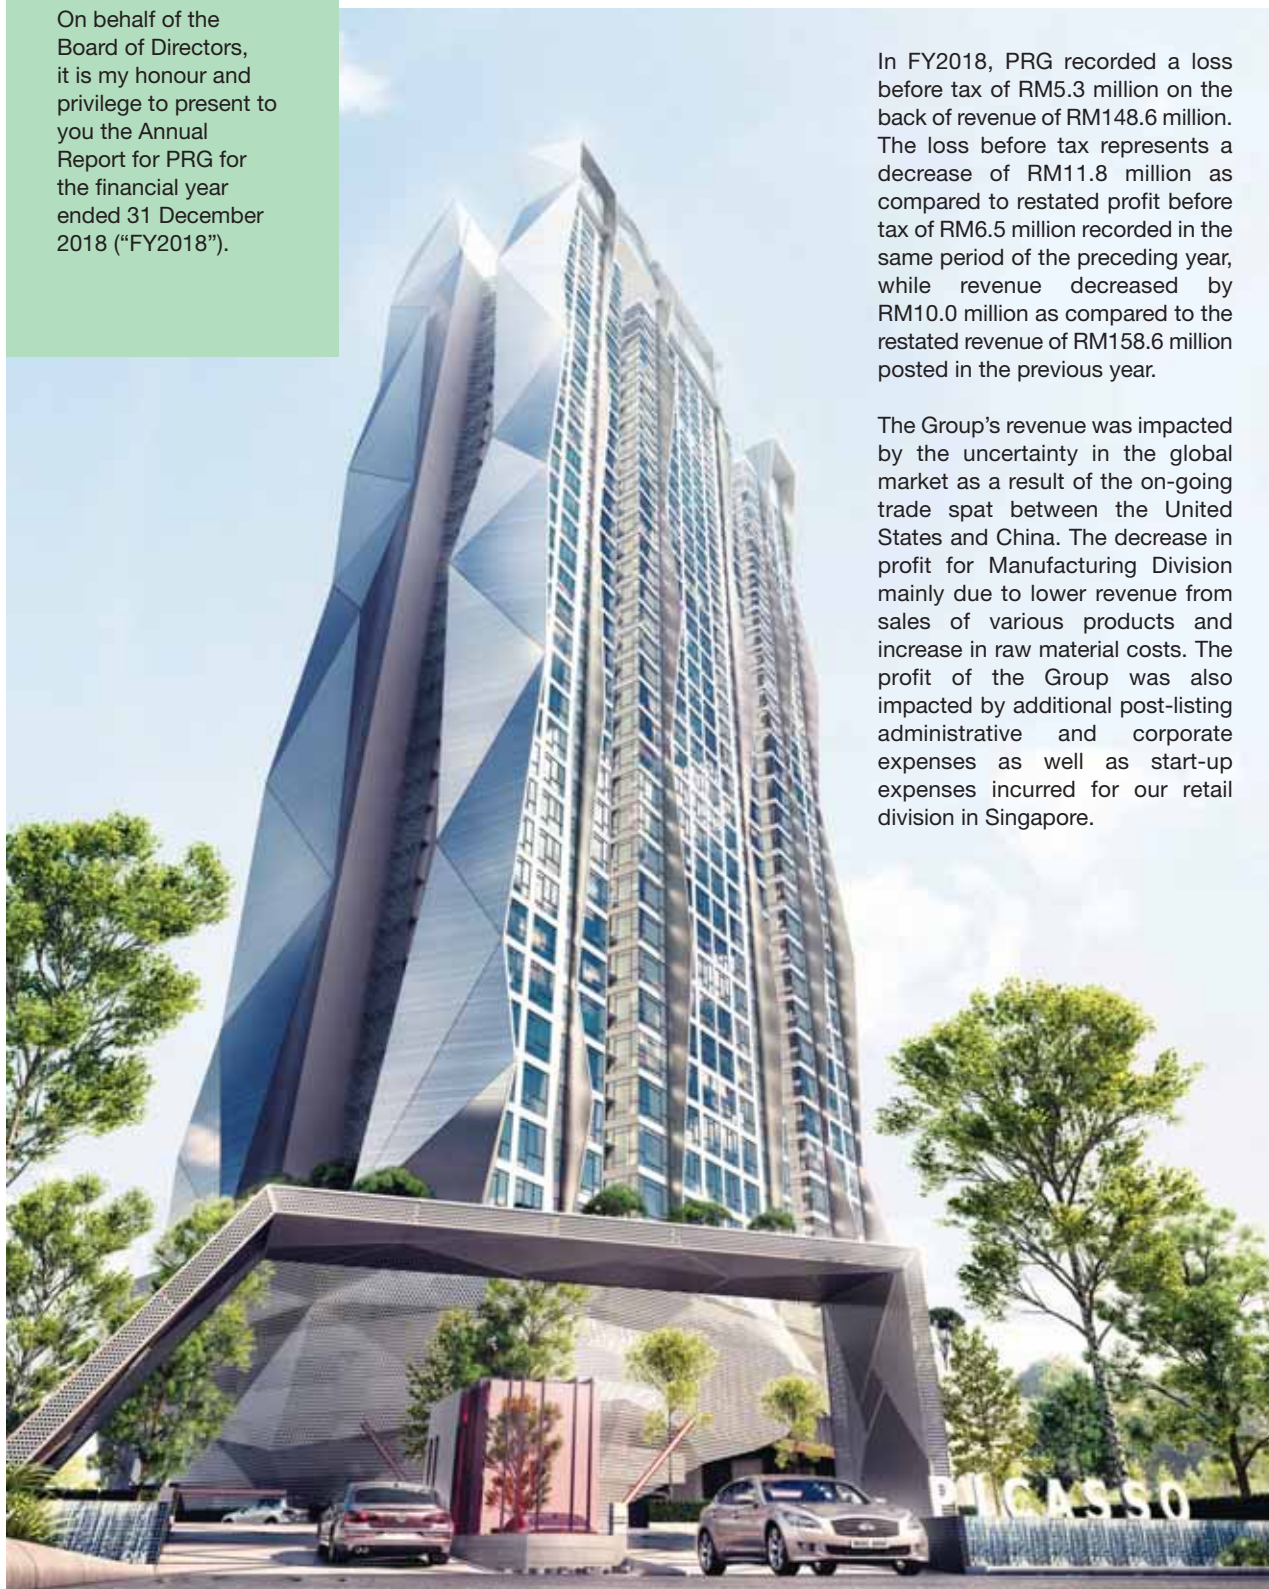 On behalf of the
Board of Directors,
it is my honour and
privilege to present to
you the Annual
Report for PRG for
the financial year
ended 31 December
2018 (“FY2018”).
In FY2018, PRG recorded a loss
before tax of RM5.3 million on the
back of revenue of RM148.6 million.
The loss before tax represents a
decrease of RM11.8 million as
compared to restated profit before
tax of RM6.5 million recorded in the
same period of the preceding year,
while revenue decreased by
RM10.0 million as compared to the
restated revenue of RM158.6 million
posted in the previous year.
The Group’s revenue was impacted
by the uncertainty in the global
market as a result of the on-going
trade spat between the United
States and China. The decrease in
profit for Manufacturing Division
mainly due to lower revenue from
sales of various products and
increase in raw material costs. The
profit of the Group was also
impacted by additional post-listing
administrative and corporate
expenses as well as start-up
expenses incurred for our retail
division in Singapore.
PICASSO